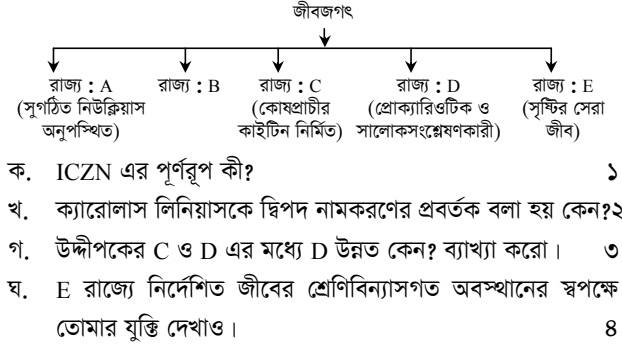 জীবজগৎ
রাজ্য : A রাজ্য : B রাজ্য : C রাজ্য : D রাজ্য : E
(সুগঠিত নিউক্লিয়াস (কোষপ্রাচীর (প্রোক্যারিওটিক ও (সৃষ্টির সেরা
অনুপস্থিত) কাইটিন নির্মিত) সালোকসংশ্লেষণকারী) জীব)
ক. ICZN এর পূর্ণরূপ কী? ১
খ. ক্যারোলাস লিনিয়াসকে দ্বিপদ নামকরণের প্রবর্তক বলা হয় কেন?২
গ. উদ্দীপকের C ও D এর মধ্যে D উন্নত কেন? ব্যাখ্যা করো। ৩
ঘ. E রাজ্যে নির্দেশিত জীবের শ্রেণিবিন্যাসগত অবস্থানের স্বপক্ষে
তোমার যুক্তি দেখাও। ৪